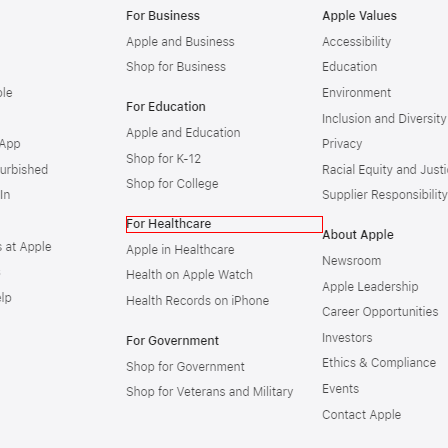 ple
App
urbished
In
s at Apple
elp
For Business
Apple and Business
Shop for Business
For Education
Apple and Education
Shop for K-12
Shop for College
For Healthcare
Apple in Healthcare
Health on Apple Watch
Health Records on iPhone
For Government
Shop for Government
Shop for Veterans and Military
Apple Values
Accessibility
Education
Environment
Inclusion and Diversity
Privacy
Racial Equity and Justi
Supplier Responsibility
About Apple
Newsroom
Apple Leadership
Career Opportunities
Investors
Ethics & Compliance
Events
Contact Apple